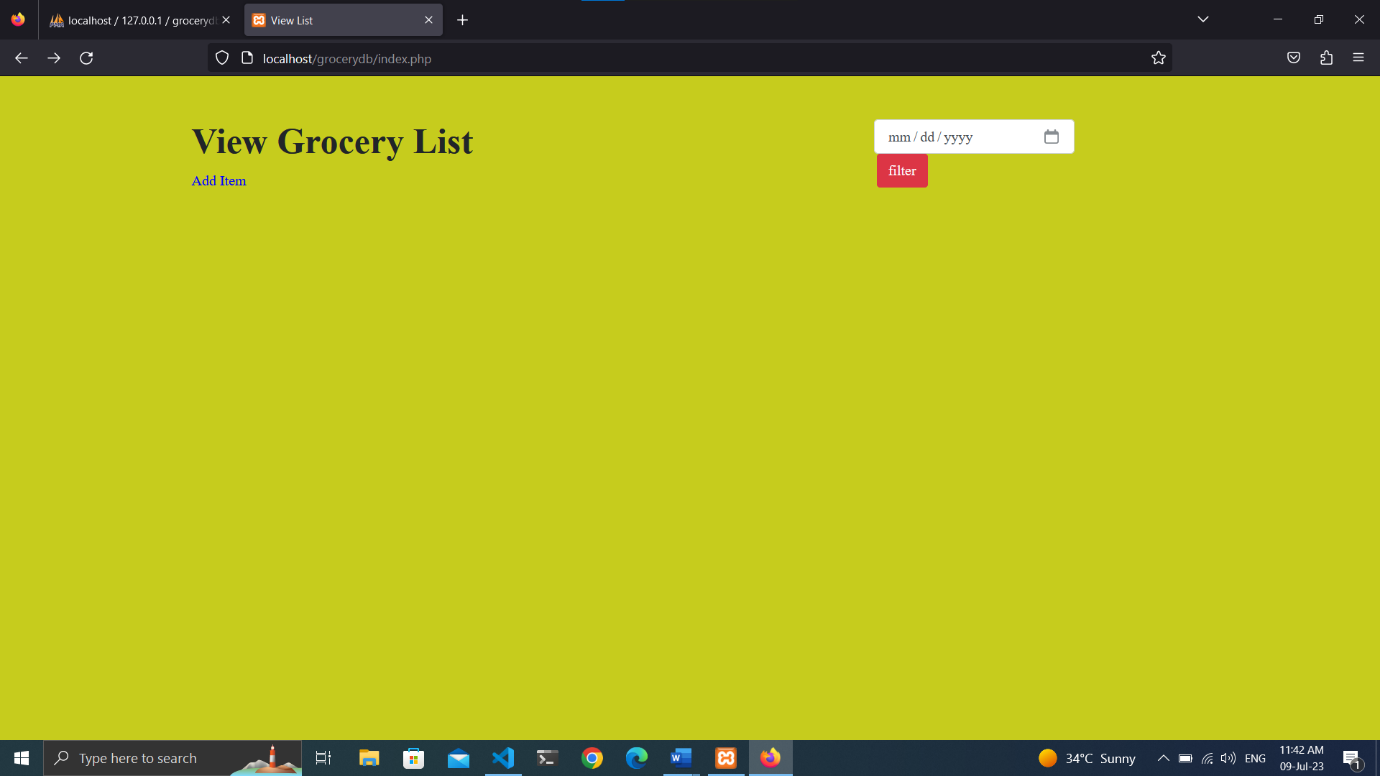 localhost / 127.0.0.1 / grocerydb
View List
localhost/grocerydb/index.php
View Grocery List
mm/dd/yyyy
Add Item
filter
Type here to search
34°C Sunny
ENG
11:42 AM
09-Jul-23
1